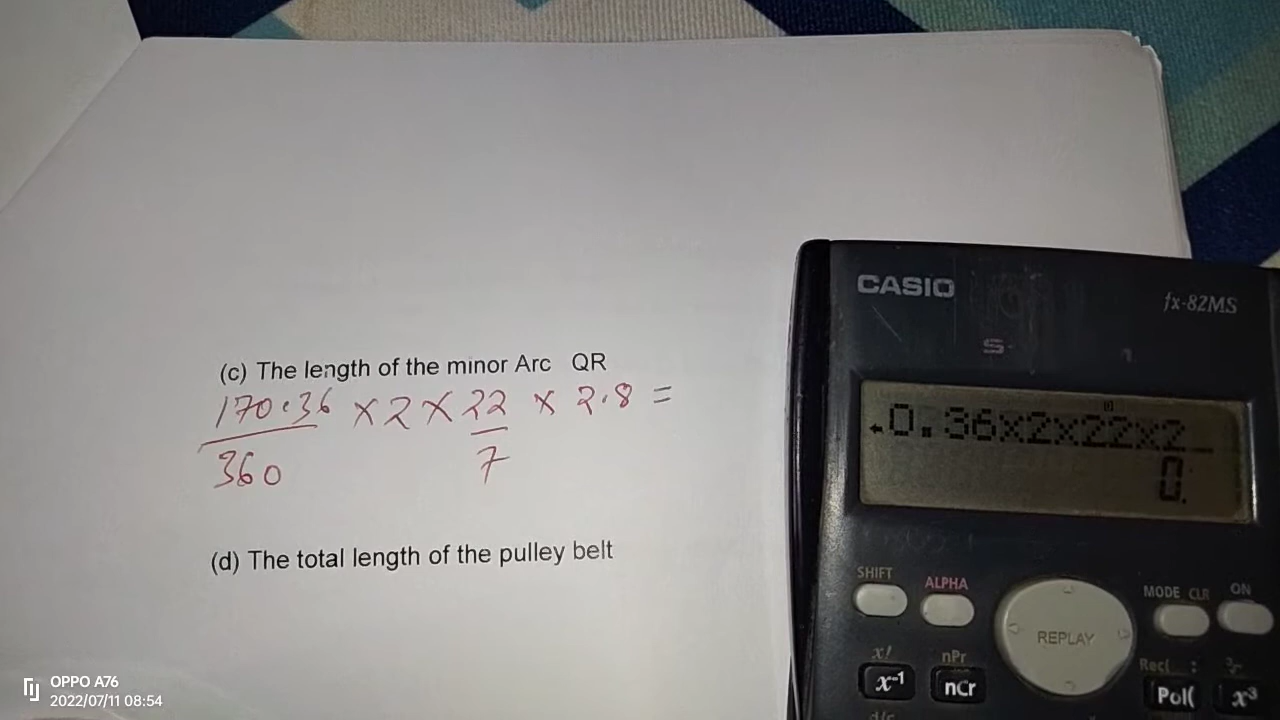 (c) The length of the minor Arc QR
170.36 × 2 × 22 × 2.8 =
360 7
(d) The total length of the pulley belt
CASIO
fx-82MS
0.36×2×22×2
0.
SHIFT ALPHA MODE CLR ON
REPLAY
x! nPr Rec( :
x⁻¹ nCr Pol( x³
OPPO A76
2022/07/11 08:54